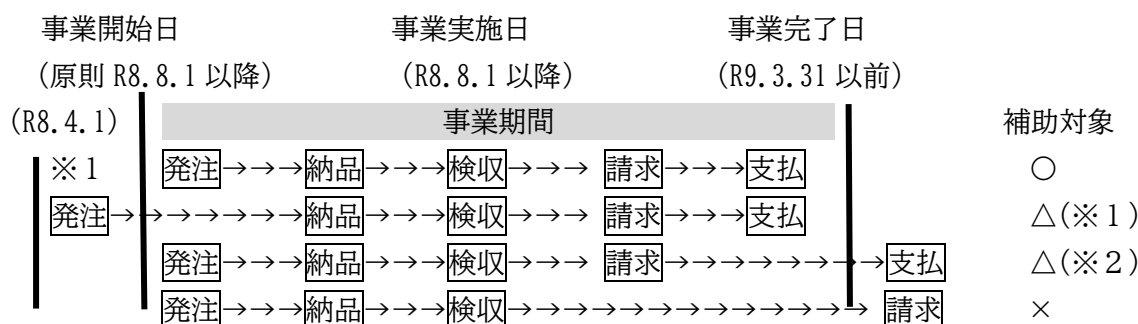 事業開始日 事業実施日 事業完了日
(原則 R8.8.1 以降) (R8.8.1 以降) (R9.3.31 以前)
(R8.4.1) 事業期間 補助対象
※1 発注→→→納品→→→検収→→→ 請求→→→支払 ○
発注→→→→→→→納品→→→検収→→→ 請求→→→支払 △(※1)
発注→→→納品→→→検収→→→ 請求→→→→→→→→支払 △(※2)
発注→→→納品→→→検収→→→→→→→→→→→→→ 請求 ×